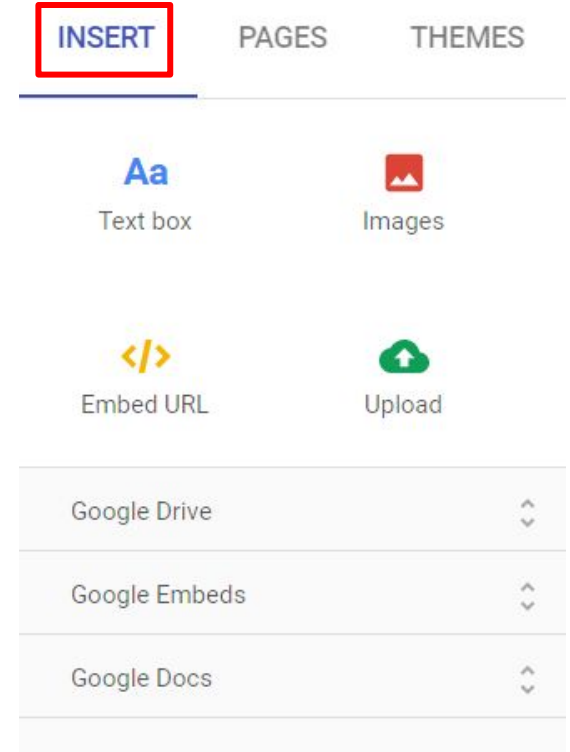 INSERT PAGES THEMES
Aa
Text box Images
</>
Embed URL Upload
Google Drive
Google Embeds
Google Docs